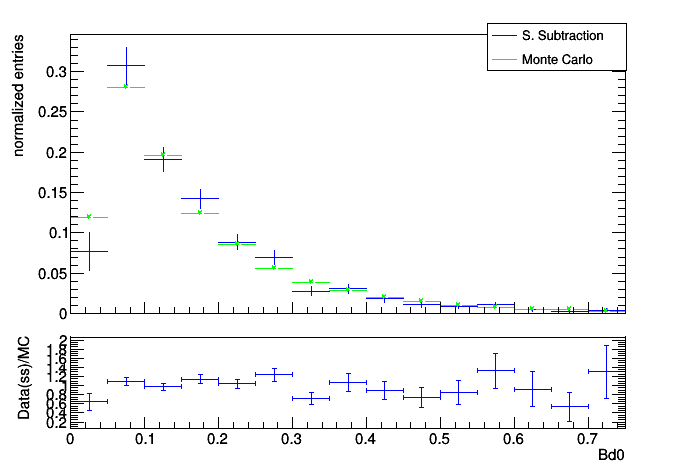 S. Subtraction
Monte Carlo
normalized entries
0.3
0.25
0.2
0.15
0.1
0.05
0
Data(ss)/MC
2
1.8
1.6
1.4
1.2
1
0.8
0.6
0.4
0.2
0 0.1 0.2 0.3 0.4 0.5 0.6 0.7
Bd0